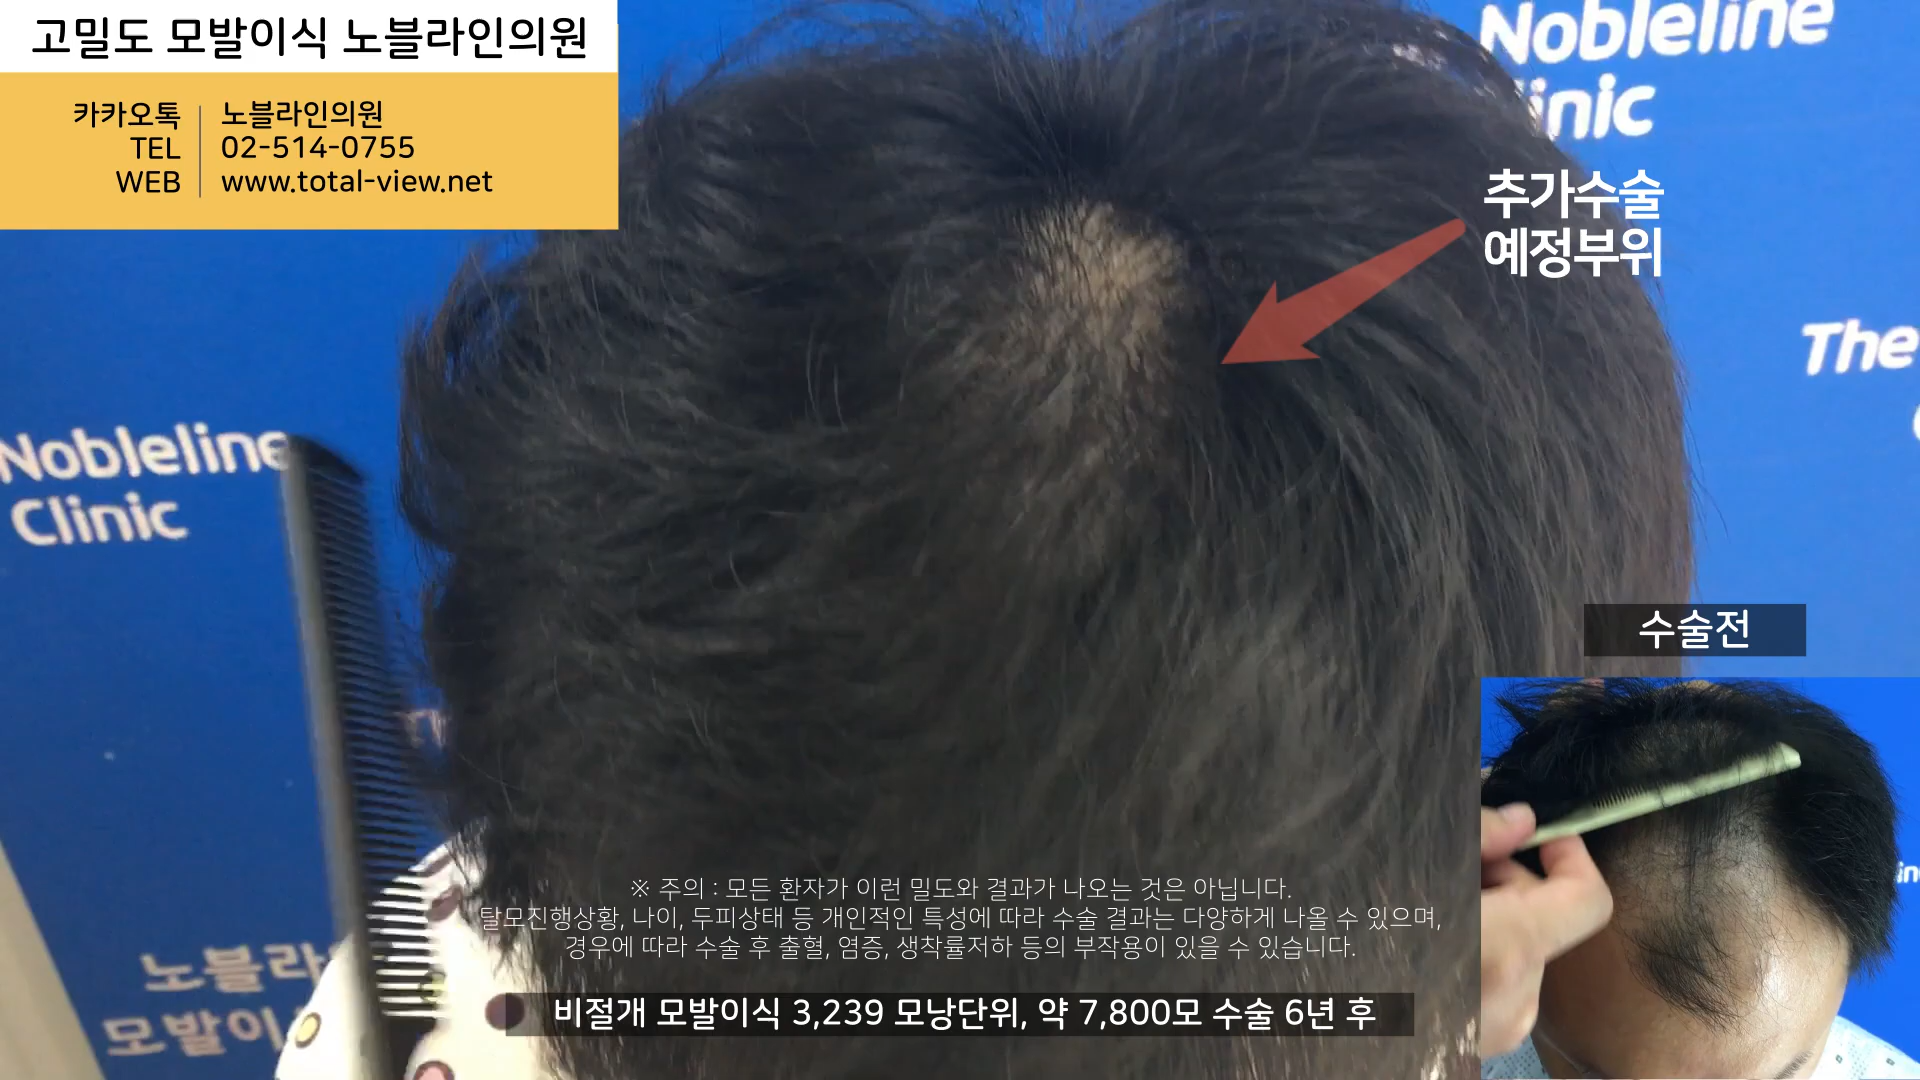 고밀도 모발이식 노블라인의원
카카오톡 노블라인의원
TEL 02-514-0755
WEB www.total-view.net
Nobleline
Clinic
추가수술
예정부위
The
Nobleline
Clinic
수술전
노블라
모발이
※ 주의 : 모든 환자가 이런 밀도와 결과가 나오는 것은 아닙니다.
탈모진행상황, 나이, 두피상태 등 개인적인 특성에 따라 수술 결과는 다양하게 나올 수 있으며,
경우에 따라 수술 후 출혈, 염증, 생착률저하 등의 부작용이 있을 수 있습니다.
비절개 모발이식 3,239 모낭단위, 약 7,800모 수술 6년 후